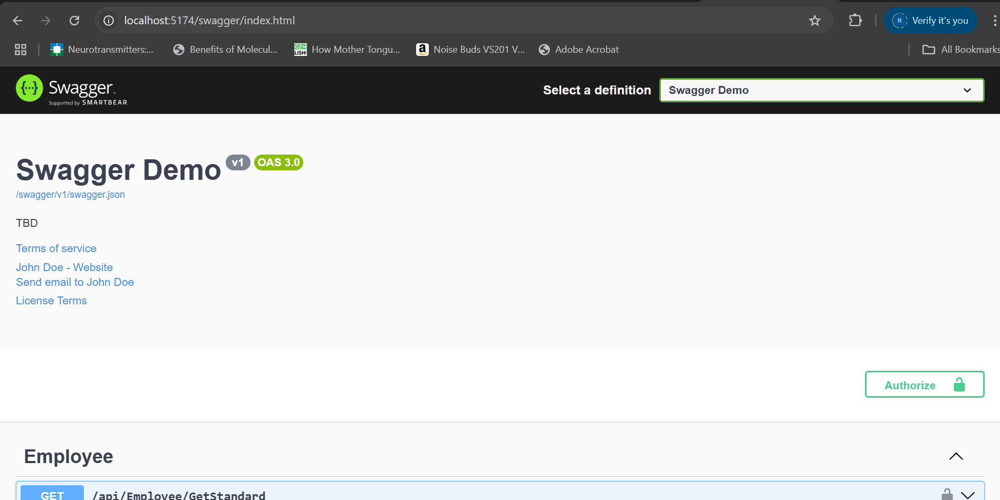 localhost:5174/swagger/index.html
R
Verify it's you
Neurotransmitters:...
Benefits of Molecul...
GEN
LISH
How Mother Tongu...
a
Noise Buds VS201 V...
Adobe Acrobat
All Bookmarks
{···} Swagger™
Supported by SMARTBEAR
Select a definition
Swagger Demo
Swagger Demo v1 OAS 3.0
/swagger/v1/swagger.json
TBD
Terms of service
John Doe - Website
Send email to John Doe
License Terms
Authorize
Employee
GET /api/Employee/GetStandard